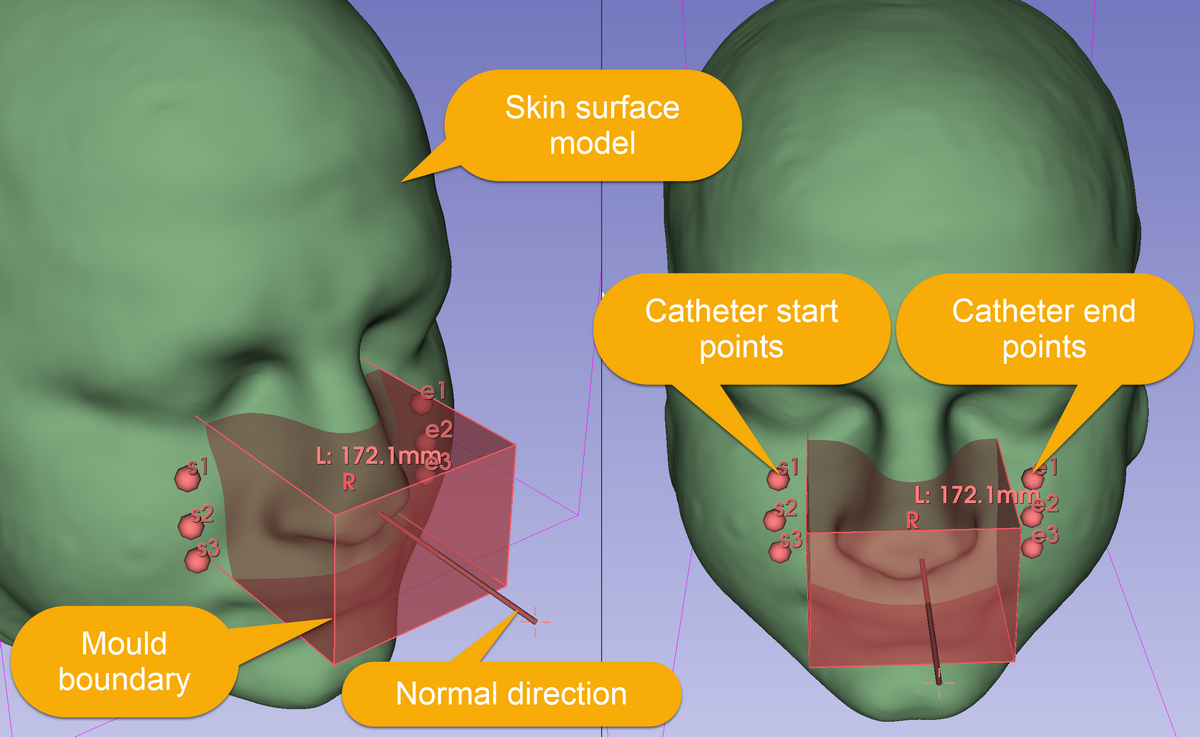 Skin surface
model
Catheter start
points
Catheter end
points
e1
e2
e3
L: 172.1mm
R
s1
s2
s3
s1
s2
s3
L: 172.1mm
R
e1
e2
e3
Mould
boundary
Normal direction